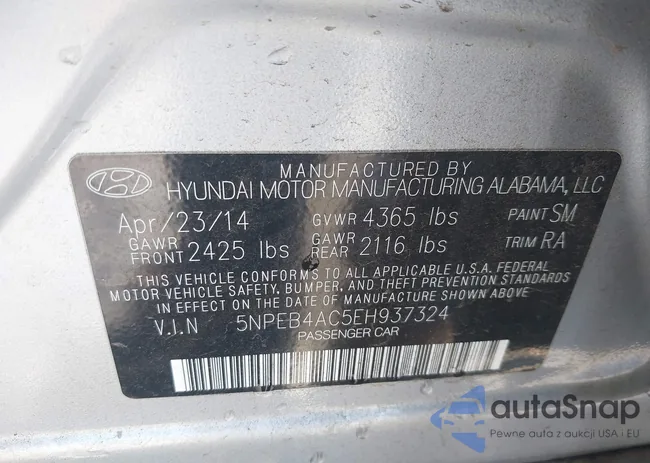 MANUFACTURED BY
HYUNDAI MOTOR MANUFACTURING ALABAMA, LLC
Apr/23/14 GVWR 4365 lbs PAINT SM
GAWR FRONT 2425 lbs GAWR REAR 2116 lbs TRIM RA
THIS VEHICLE CONFORMS TO ALL APPLICABLE U.S.A. FEDERAL
MOTOR VEHICLE SAFETY, BUMPER, AND THEFT PREVENTION STANDARDS
IN EFFECT ON THE DATE OF MANUFACTURE SHOWN ABOVE.
V.I.N 5NPEB4AC5EH937324
PASSENGER CAR
autaSnap
Pewne auta z aukcji USA i EU